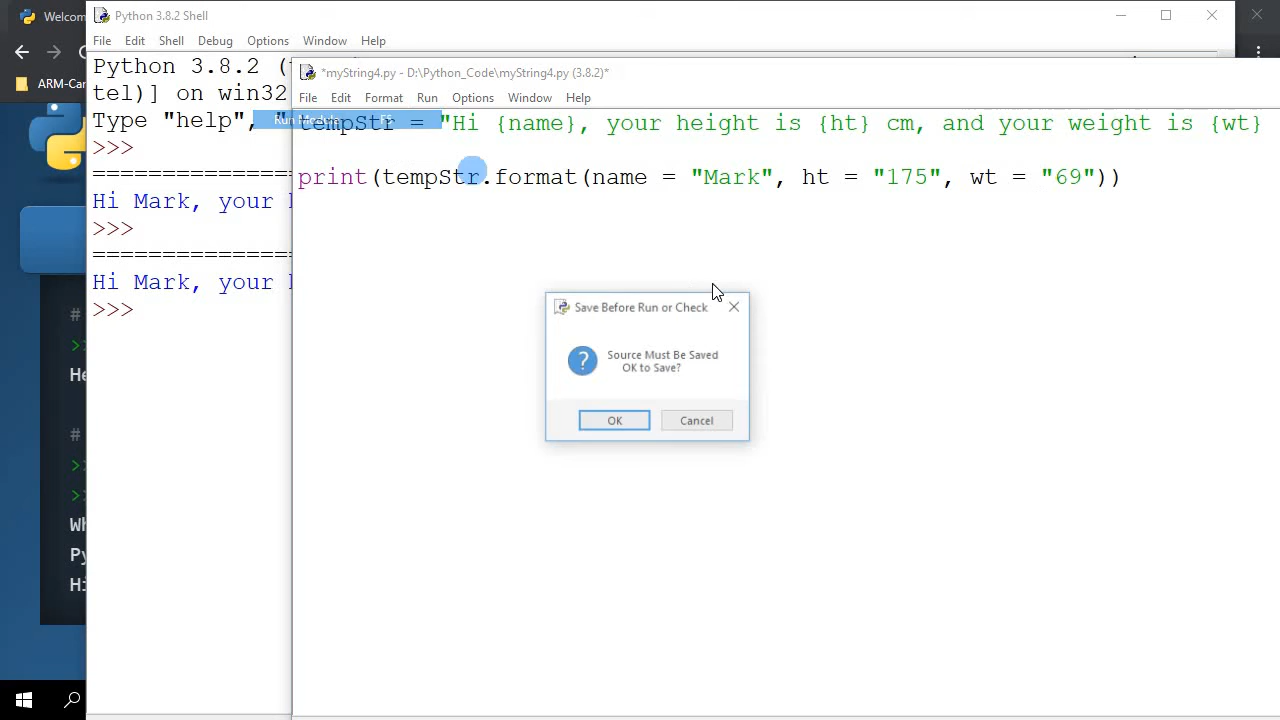 Welcom
Python 3.8.2 Shell
File Edit Shell Debug Options Window Help
ARM-Car
Python 3.8.2 (
tel)] on win32
Type "help",
>>>
Hi Mark, your
>>>
Hi Mark, your
>>>
*myString4.py - D:\Python_Code\myString4.py (3.8.2)*
File Edit Format Run Options Window Help
Run Module F5
tempStr = "Hi {name}, your height is {ht} cm, and your weight is {wt}
print(tempStr.format(name = "Mark", ht = "175", wt = "69"))
Save Before Run or Check
Source Must Be Saved
OK to Save?
OK Cancel
#
He
#
Wh
Py
Hi